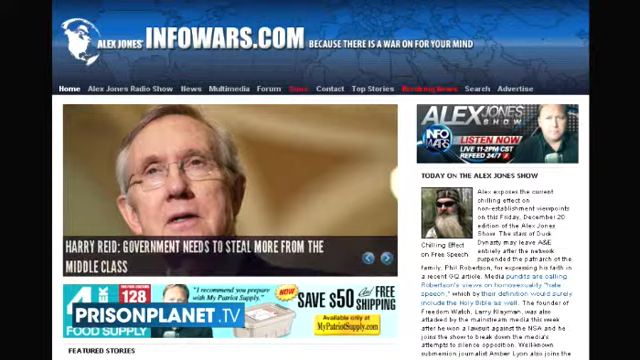 ALEX JONES' INFOWARS.COM BECAUSE THERE IS A WAR ON FOR YOUR MIND
Home Alex Jones Radio Show News Multimedia Forum Store Contact Top Stories Breaking News Search Advertise
HARRY REID: GOVERNMENT NEEDS TO STEAL MORE FROM THE
MIDDLE CLASS
ALEX JONES
SHOW
INFO
WARS
LISTEN NOW
LIVE 11-2PM CST
REFEED 24/7
TODAY ON THE ALEX JONES SHOW
Alex exposes the current
chilling effect on
non-establishment viewpoints
on this Friday, December 20
edition of the Alex Jones
Show. The stars of Duck
Dynasty may leave A&E
entirely after the network
suspended the patriarch of the
Chilling Effect
on Free Speech
family, Phil Robertson, for expressing his faith in
a recent GQ article. Media pundits are calling
Robertson's views on homosexuality "hate
speech," which by their definition would surely
include the Holy Bible as well. The founder of
Freedom Watch, Larry Klayman, was also
attacked by the mainstream media this week
after he won a lawsuit against the NSA and he
joins the show to break down the media's
attempts to silence opposition. Well-known
submersion journalist Amber Lyon also joins the
4 WEEK
128
FOOD SUPPLY
"I recommend you prepare
with My Patriot Supply."
NOW
SAVE $50
FREE
SHIPPING
Available only at
MyPatriotSupply.com
PRISONPLANET.TV
FEATURED STORIES